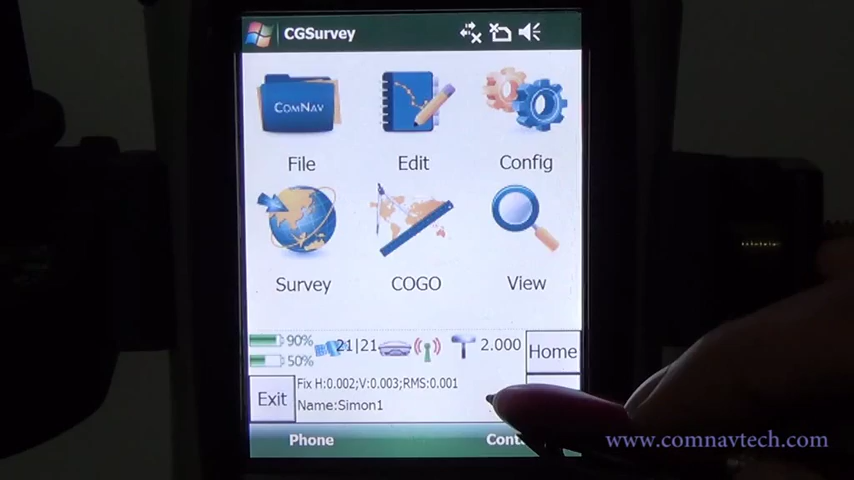 CGSurvey
COMNAV
File
Edit
Config
Survey
COGO
View
90%
21|21
2.000
Home
50%
Exit
Fix H:0.002;V:0.003;RMS:0.001
Name:Simon1
Phone
www.comnavtech.com